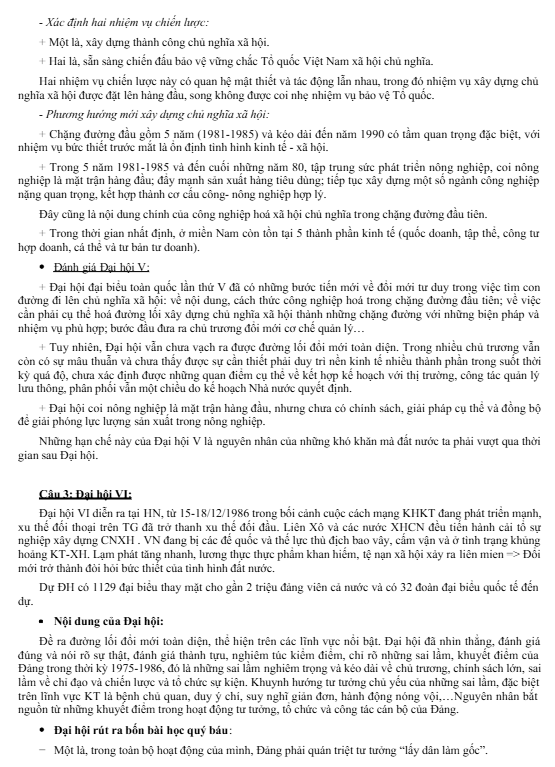 - Xác định hai nhiệm vụ chiến lược:
+ Một là, xây dựng thành công chủ nghĩa xã hội.
+ Hai là, sẵn sàng chiến đấu bảo vệ vững chắc Tổ quốc Việt Nam xã hội chủ nghĩa.
Hai nhiệm vụ chiến lược này có quan hệ mật thiết và tác động lẫn nhau, trong đó nhiệm vụ xây dựng chủ
nghĩa xã hội được đặt lên hàng đầu, song không được coi nhẹ nhiệm vụ bảo vệ Tổ quốc.
- Phương hướng mới xây dựng chủ nghĩa xã hội:
+ Chặng đường đầu gồm 5 năm (1981-1985) và kéo dài đến năm 1990 có tầm quan trọng đặc biệt, với
nhiệm vụ bức thiết trước mắt là ổn định tình hình kinh tế - xã hội.
+ Trong 5 năm 1981-1985 và đến cuối những năm 80, tập trung sức phát triển nông nghiệp, coi nông
nghiệp là mặt trận hàng đầu; đẩy mạnh sản xuất hàng tiêu dùng; tiếp tục xây dựng một số ngành công nghiệp
nặng quan trọng, kết hợp thành cơ cấu công- nông nghiệp hợp lý.
Đây cũng là nội dung chính của công nghiệp hoá xã hội chủ nghĩa trong chặng đường đầu tiên.
+ Trong thời gian nhất định, ở miền Nam còn tồn tại 5 thành phần kinh tế (quốc doanh, tập thể, công tư
hợp doanh, cá thể và tư bản tư doanh).
• Đánh giá Đại hội V:
+ Đại hội đại biểu toàn quốc lần thứ V đã có những bước tiến mới về đổi mới tư duy trong việc tìm con
đường đi lên chủ nghĩa xã hội: về nội dung, cách thức công nghiệp hoá trong chặng đường đầu tiên; về việc
cần phải cụ thể hoá đường lối xây dựng chủ nghĩa xã hội thành những chặng đường với những biện pháp và
nhiệm vụ phù hợp; bước đầu đưa ra chủ trương đổi mới cơ chế quản lý…
+ Tuy nhiên, Đại hội vẫn chưa vạch ra được đường lối đổi mới toàn diện. Trong nhiều chủ trương vẫn
còn có sự mâu thuẫn và chưa thấy được sự cần thiết phải duy trì nền kinh tế nhiều thành phần trong suốt thời
kỳ quá độ, chưa xác định được những quan điểm cụ thể về kết hợp kế hoạch với thị trường, công tác quản lý
lưu thông, phân phối vẫn một chiều do kế hoạch Nhà nước quyết định.
+ Đại hội coi nông nghiệp là mặt trận hàng đầu, nhưng chưa có chính sách, giải pháp cụ thể và đồng bộ
để giải phóng lực lượng sản xuất trong nông nghiệp.
Những hạn chế này của Đại hội V là nguyên nhân của những khó khăn mà đất nước ta phải vượt qua thời
gian sau Đại hội.
Câu 3: Đại hội VI:
Đại hội VI diễn ra tại HN, từ 15-18/12/1986 trong bối cảnh cuộc cách mạng KHKT đang phát triển mạnh,
xu thế đối thoại trên TG đã trở thanh xu thế đối đầu. Liên Xô và các nước XHCN đều tiến hành cải tổ sự
nghiệp xây dựng CNXH . VN đang bị các đế quốc và thế lực thù địch bao vây, cấm vận và ở tình trạng khủng
hoảng KT-XH. Lạm phát tăng nhanh, lương thực thực phẩm khan hiếm, tệ nạn xã hội xảy ra liên mien => Đổi
mới trở thành đòi hỏi bức thiết của tình hình đất nước.
Dự ĐH có 1129 đại biểu thay mặt cho gần 2 triệu đảng viên cả nước và có 32 đoàn đại biểu quốc tế đến
dự.
• Nội dung của Đại hội:
Đề ra đường lối đổi mới toàn diện, thể hiện trên các lĩnh vực nổi bật. Đại hội đã nhìn thẳng, đánh giá
đúng và nói rõ sự thật, đánh giá thành tựu, nghiêm túc kiểm điểm, chỉ rõ những sai lầm, khuyết điểm của
Đảng trong thời kỳ 1975-1986, đó là những sai lầm nghiêm trọng và kéo dài về chủ trương, chính sách lớn, sai
lầm về chỉ đạo và chiến lược và tổ chức sự kiện. Khuynh hướng tư tưởng chủ yếu của những sai lầm, đặc biệt
trên lĩnh vực KT là bệnh chủ quan, duy ý chí, suy nghĩ giản đơn, hành động nóng vội,…Nguyên nhân bắt
nguồn từ những khuyết điểm trong hoạt động tư tưởng, tổ chức và công tác cán bộ của Đảng.
• Đại hội rút ra bốn bài học quý báu:
− Một là, trong toàn bộ hoạt động của mình, Đảng phải quán triệt tư tưởng “lấy dân làm gốc”.